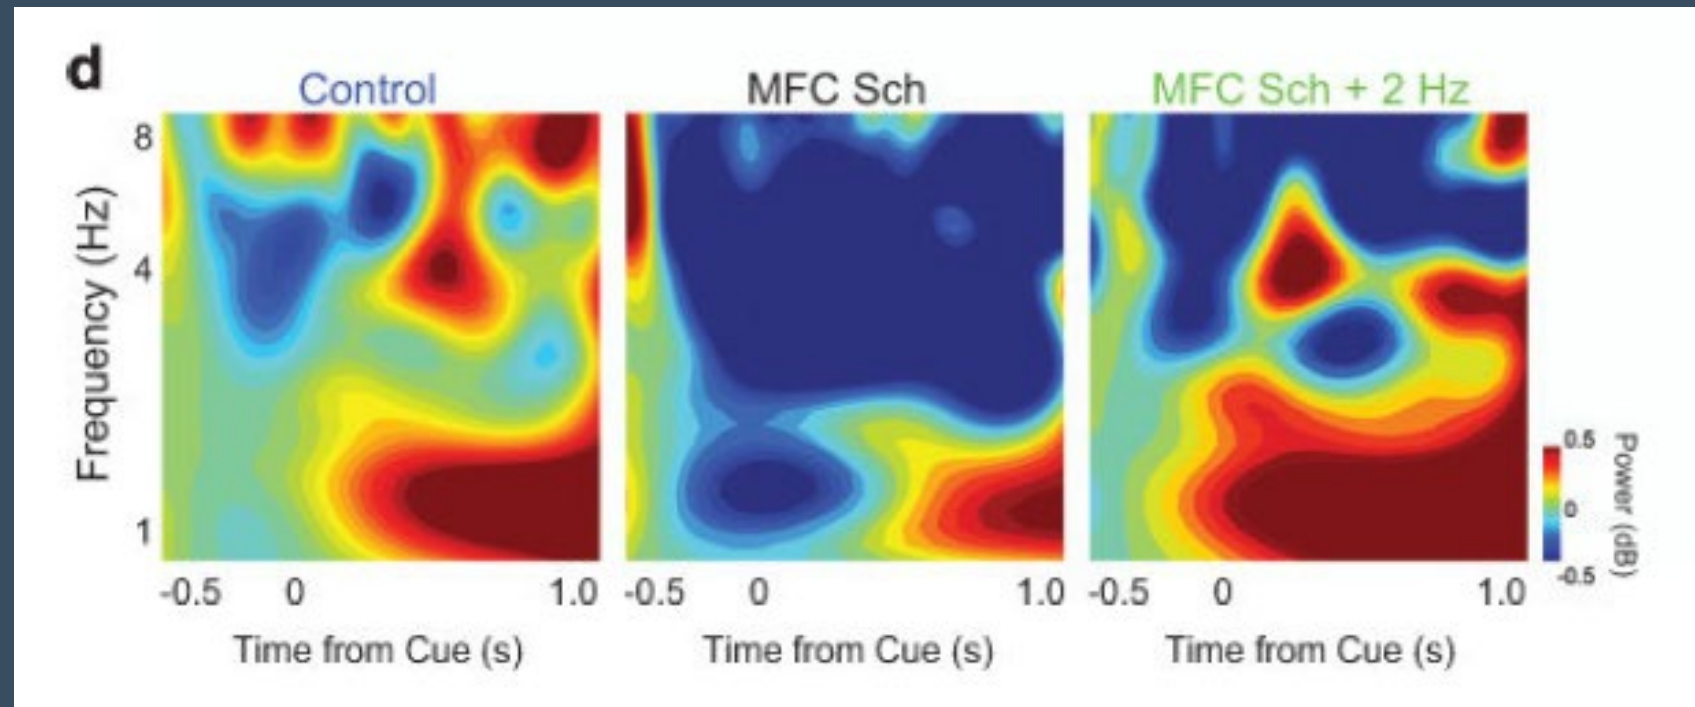 d
Control MFC Sch MFC Sch + 2 Hz
8
4
1
Frequency (Hz)
-0.5 0 1.0 -0.5 0 1.0 -0.5 0 1.0
Time from Cue (s) Time from Cue (s) Time from Cue (s)
0.5
0
-0.5
Power (dB)